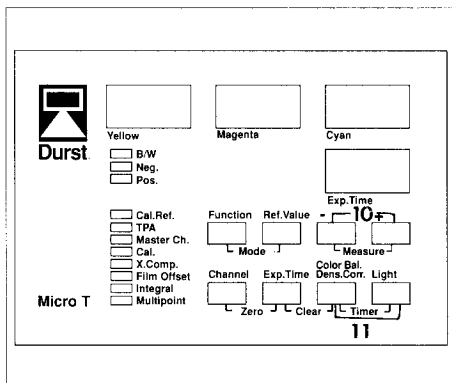 Yellow Magenta Cyan
Durst
B/W
Neg.
Pos.
Exp.Time
Cal.Ref.
TPA
Master Ch.
Cal.
X.Comp.
Film Offset
Integral
Multipoint
Function Ref.Value - 10+
Mode Measure
Channel Exp.Time Color Bal. Dens.Corr. Light
Zero Clear Timer
11
Micro T